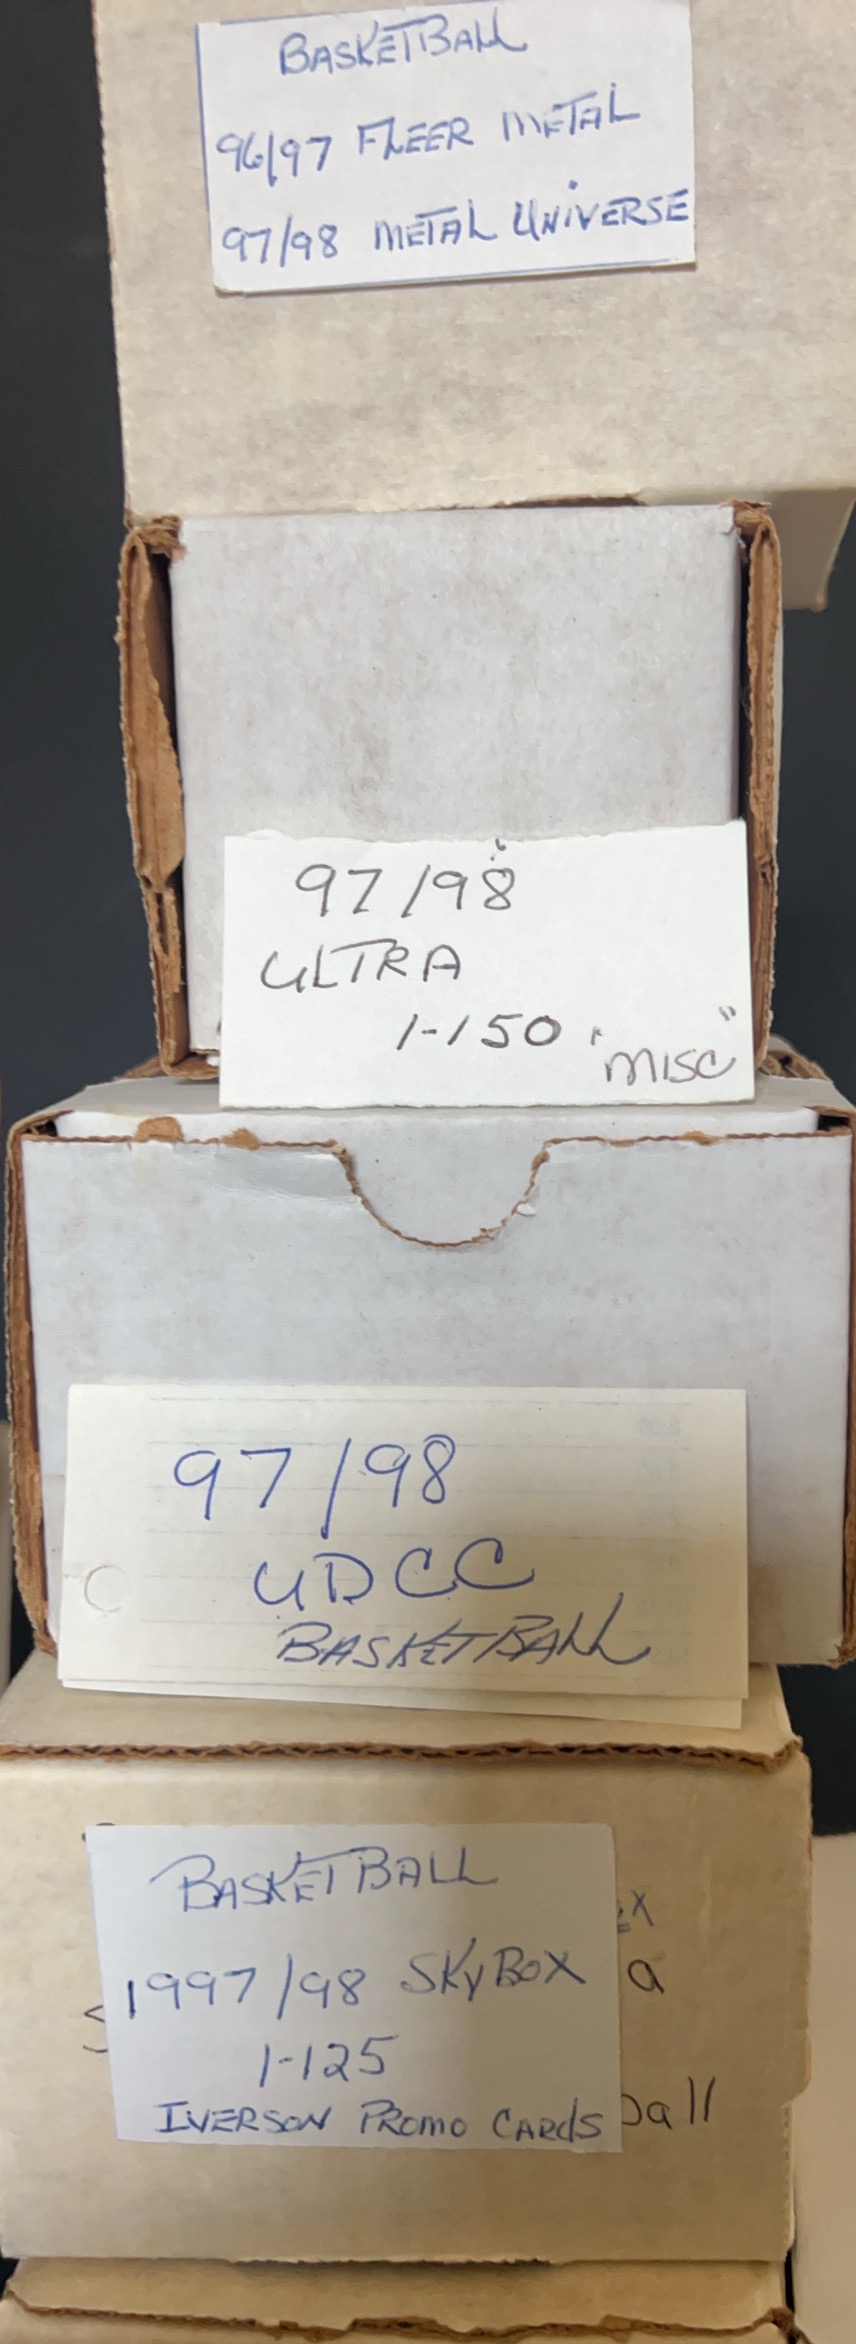 BASKETBALL
96/97 FLEER METAL
97/98 METAL UNIVERSE
97/98
ULTRA
1-150 "MISC"
97/98
UDCC
BASKETBALL
BASKETBALL
1997/98 SKYBOX
1-125
IVERSON PROMO CARdS
a
ball